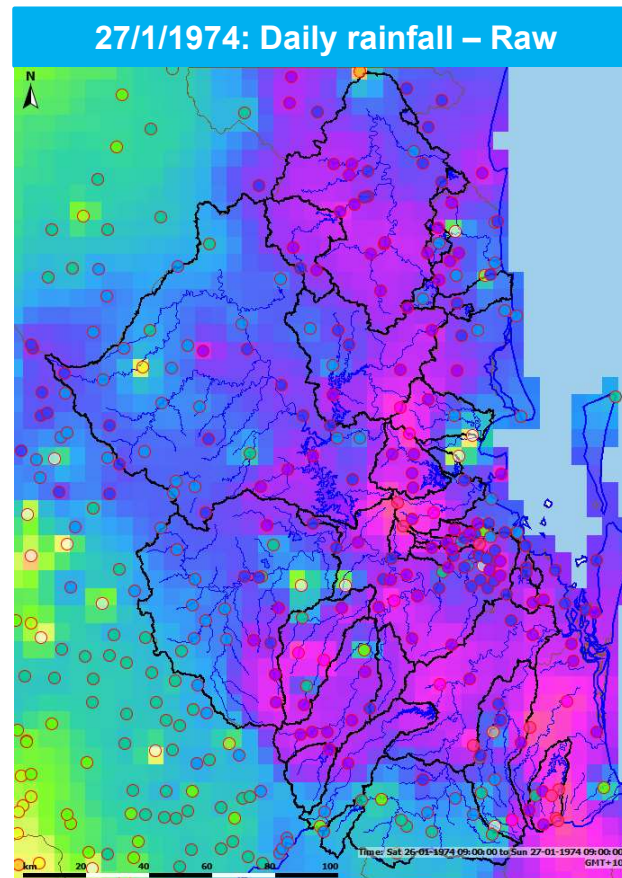 27/1/1974: Daily rainfall – Raw
N
Time: Sat 26-01-1974 09:00:00 to Sun 27-01-1974 09:00:00
GMT+10
km 20 40 60 80 100